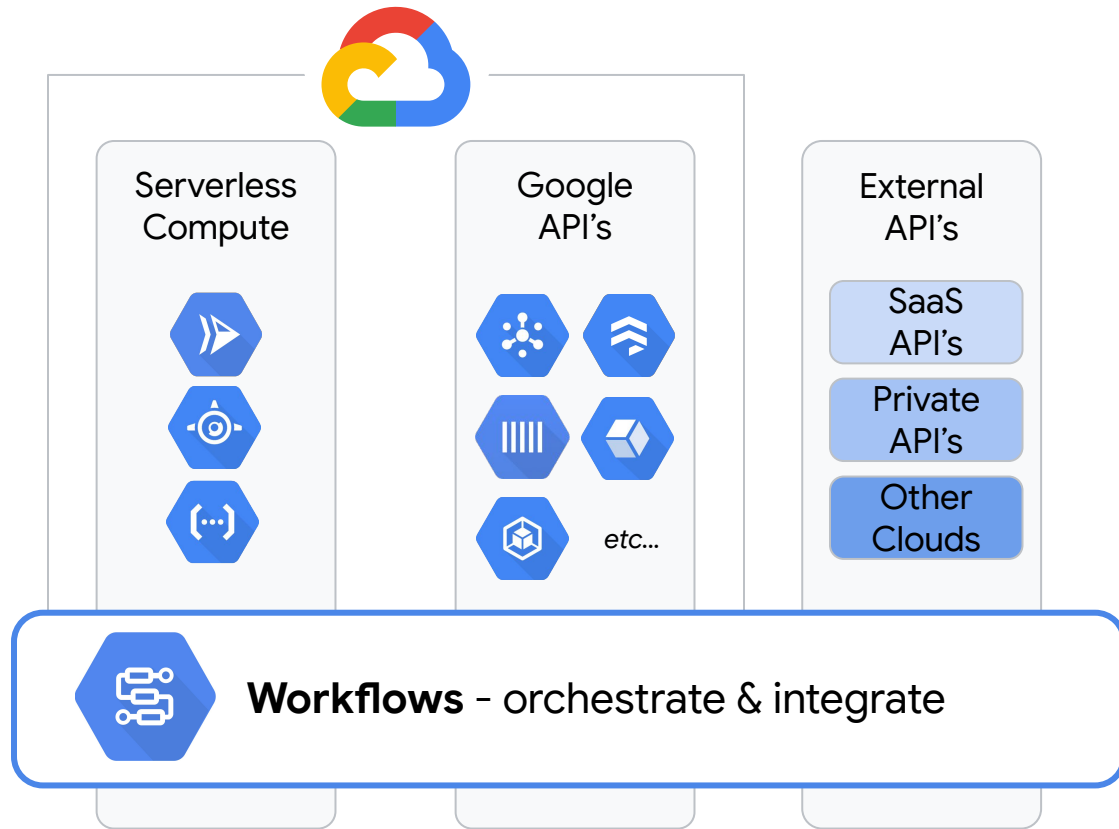 Serverless
Compute
Google
API's
External
API's
SaaS
API's
Private
API's
Other
Clouds
etc...
Workflows - orchestrate & integrate